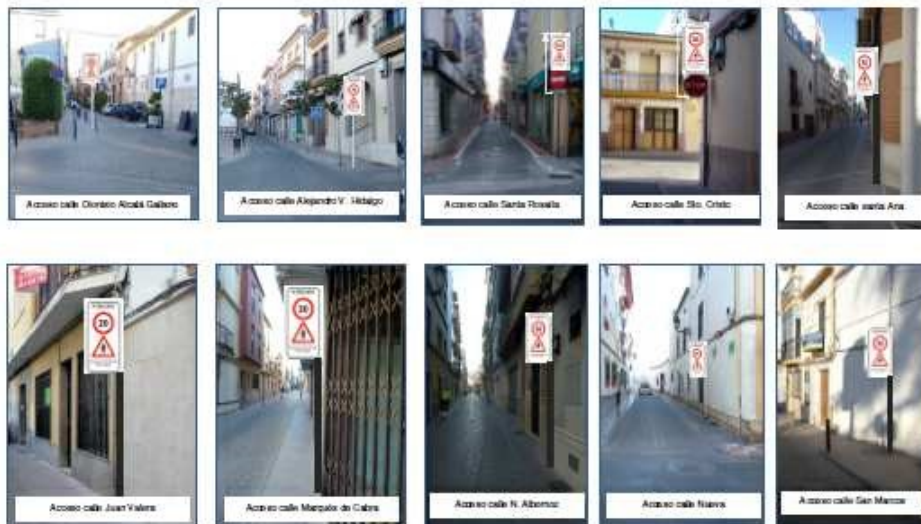 Acceso calle Dionisio Alcalá Galiano
Acceso calle Alejandro V. Hidalgo
Acceso calle Santa Rosalía
Acceso calle Sto. Cristo
Acceso calle santa Ana
STOP
20
Acceso calle Juan Valera
20
Acceso calle Marqués de Cabra
Acceso calle N. Albornoz
Acceso calle Nueva
Acceso calle San Marcos